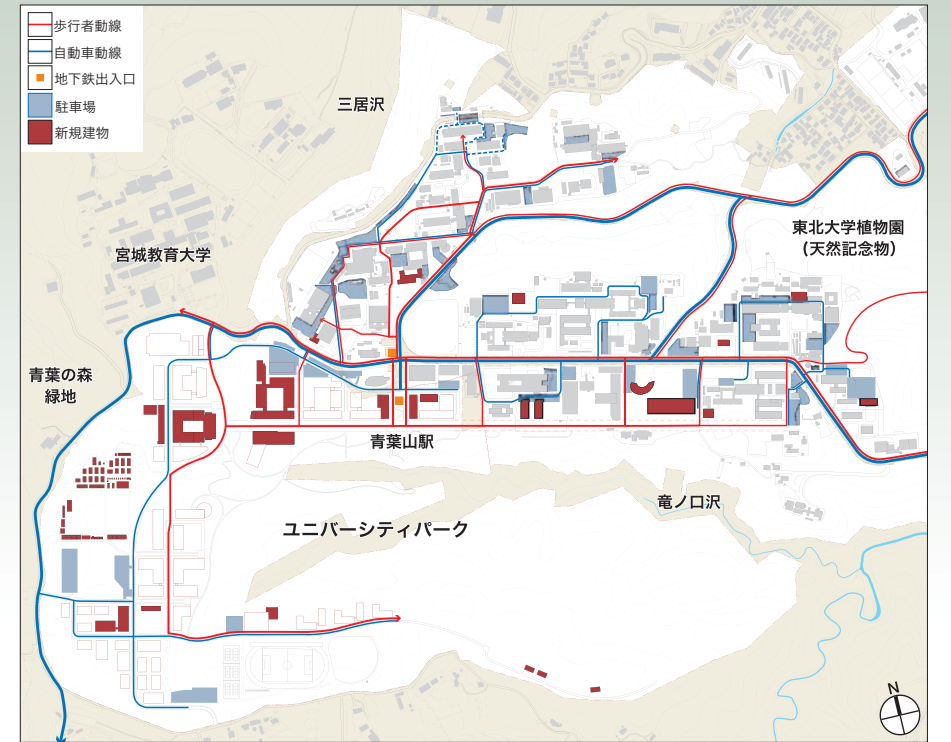 歩行者動線
自動車動線
地下鉄出入口
駐車場
新規建物
三居沢
東北大学植物園
(天然記念物)
宮城教育大学
青葉の森
緑地
青葉山駅
竜ノ口沢
ユニバーシティパーク
N